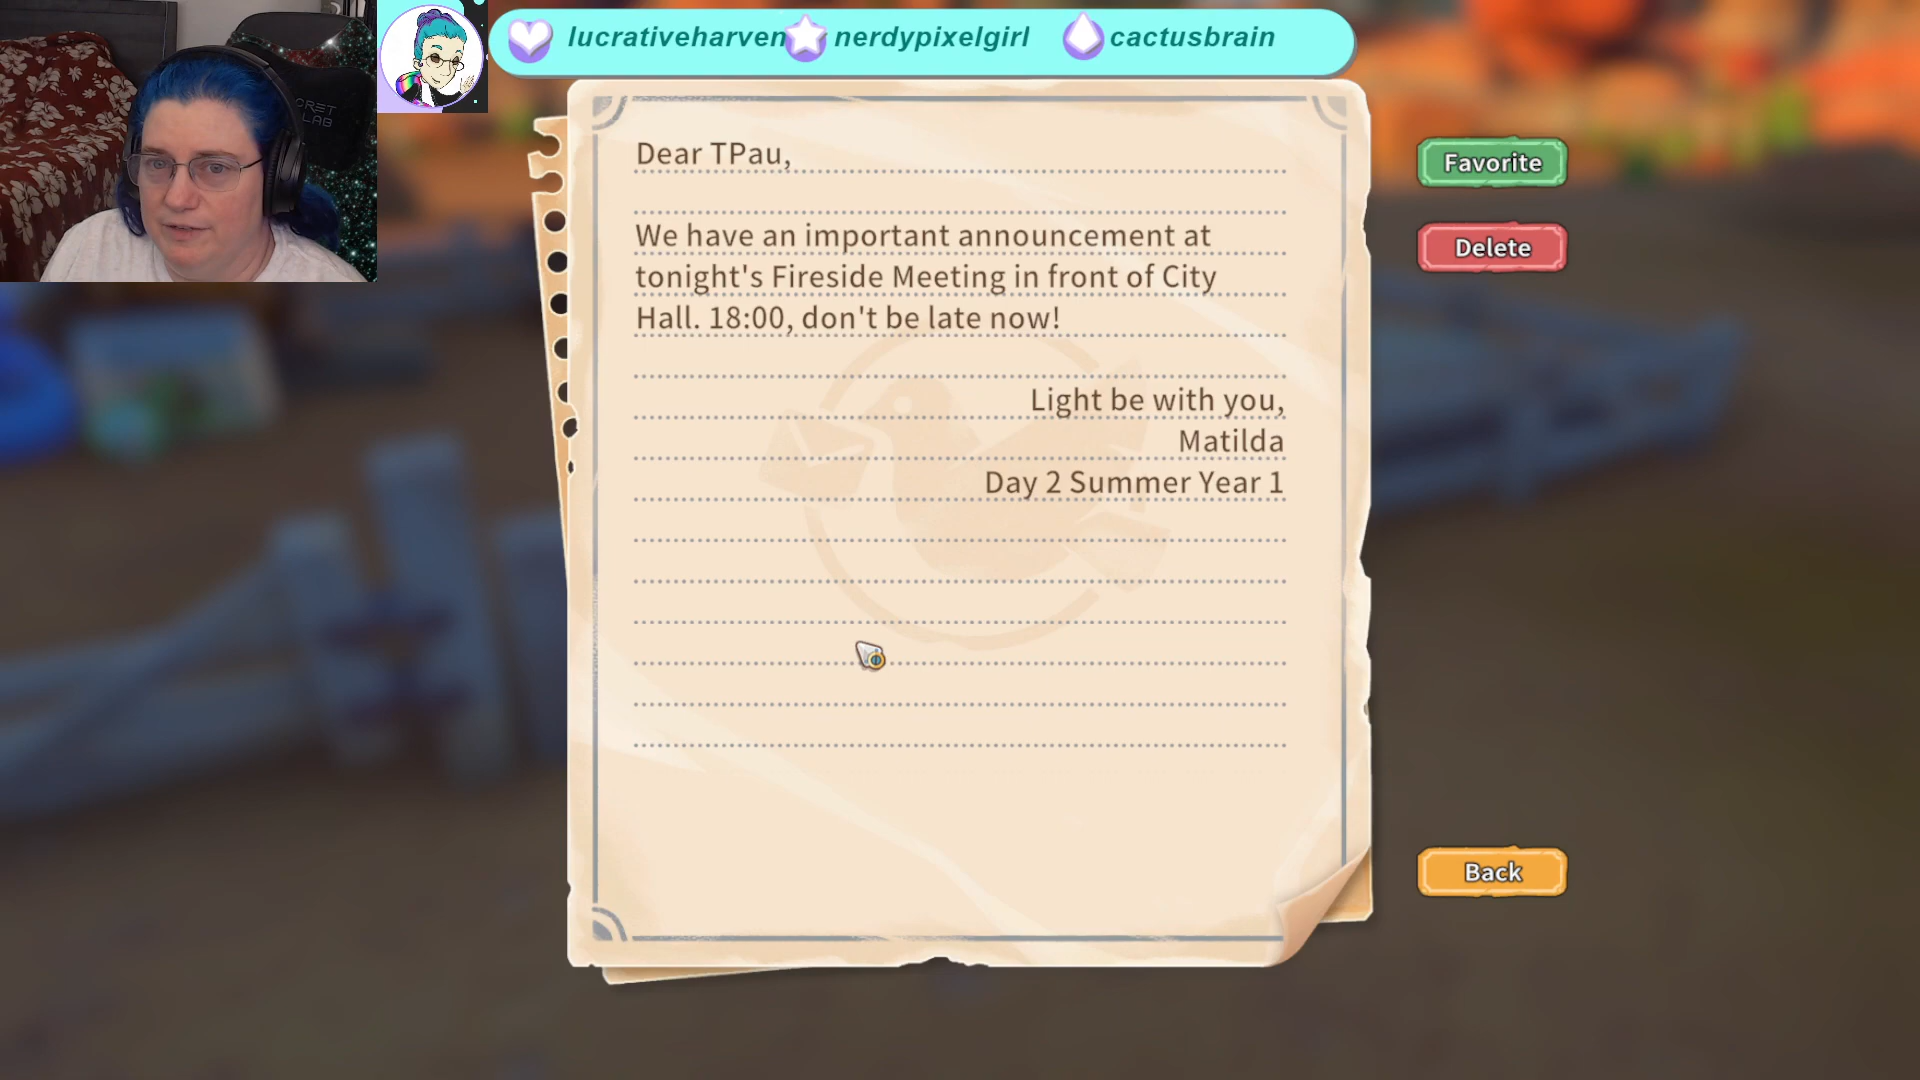 lucrativeharven nerdypixelgirl cactusbrain
CRET
LAB
Dear TPau,
We have an important announcement at
tonight's Fireside Meeting in front of City
Hall. 18:00, don't be late now!
Light be with you,
Matilda
Day 2 Summer Year 1
Favorite
Delete
Back